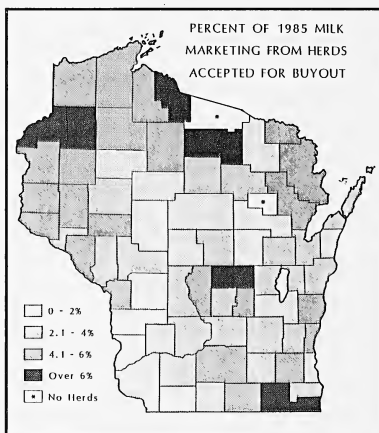 PERCENT OF 1985 MILK
MARKETING FROM HERDS
ACCEPTED FOR BUYOUT
0 - 2%
2.1 - 4%
4.1 - 6%
Over 6%
No Herds